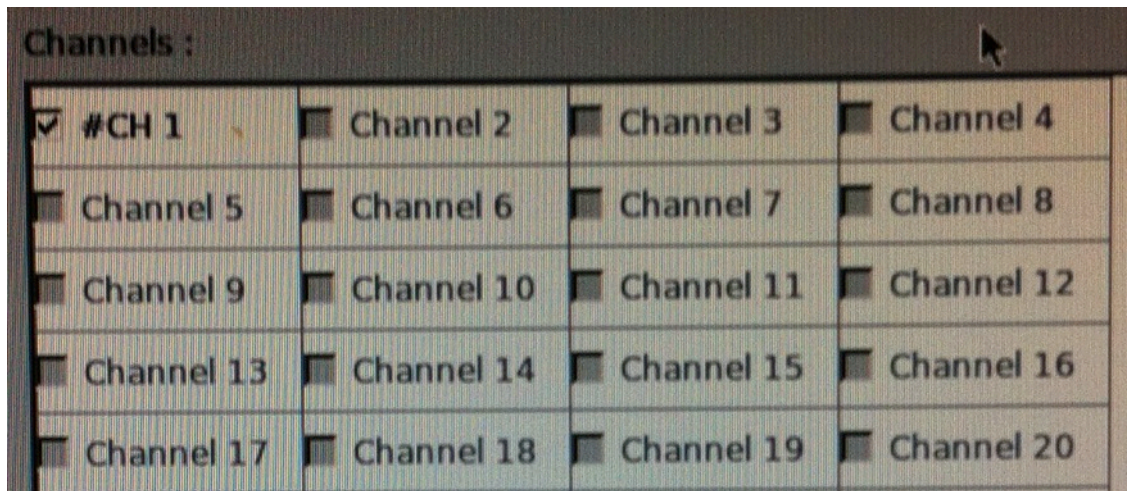 Channels :
#CH 1 Channel 2 Channel 3 Channel 4
Channel 5 Channel 6 Channel 7 Channel 8
Channel 9 Channel 10 Channel 11 Channel 12
Channel 13 Channel 14 Channel 15 Channel 16
Channel 17 Channel 18 Channel 19 Channel 20